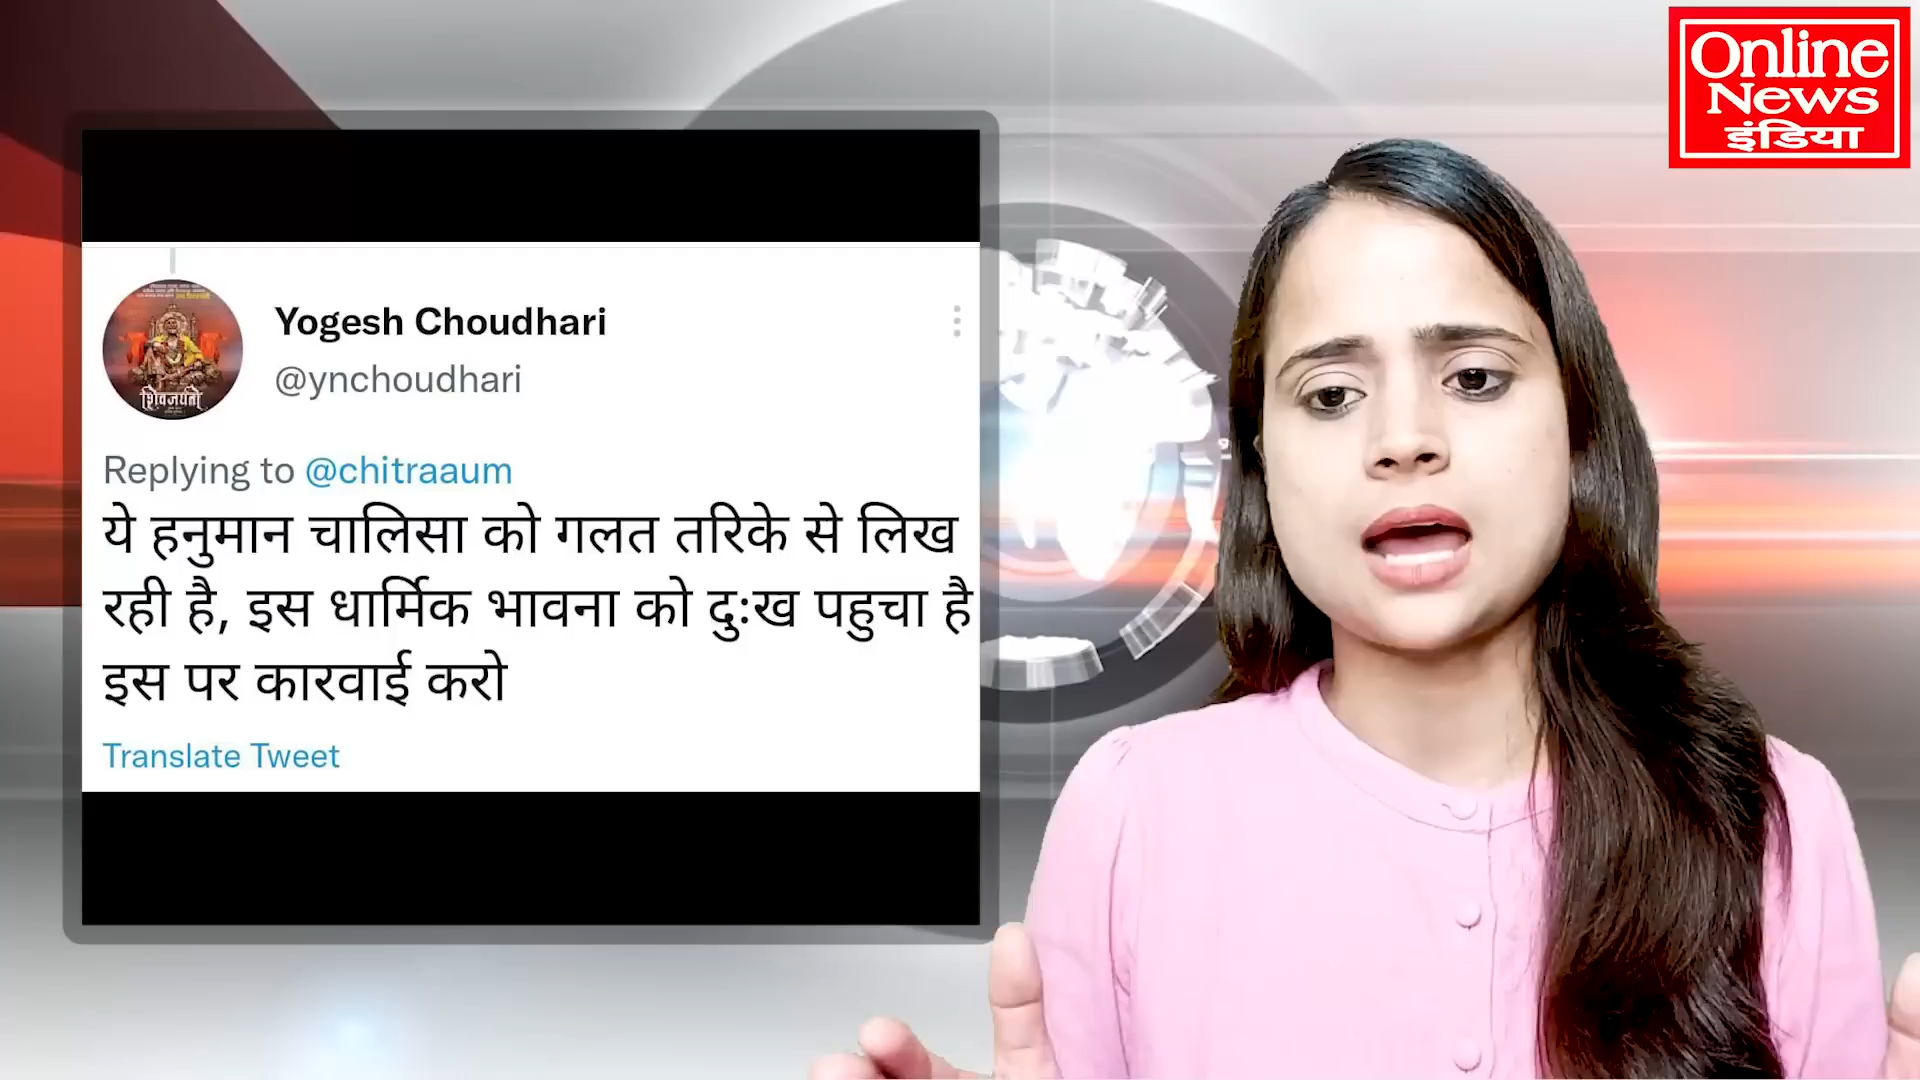 Online
News
इंडिया
शिवजयंती
Yogesh Choudhari
@ynchoudhari
Replying to @chitraaum
ये हनुमान चालिसा को गलत तरिके से लिख
रही है, इस धार्मिक भावना को दुःख पहुचा है
इस पर कारवाई करो
Translate Tweet